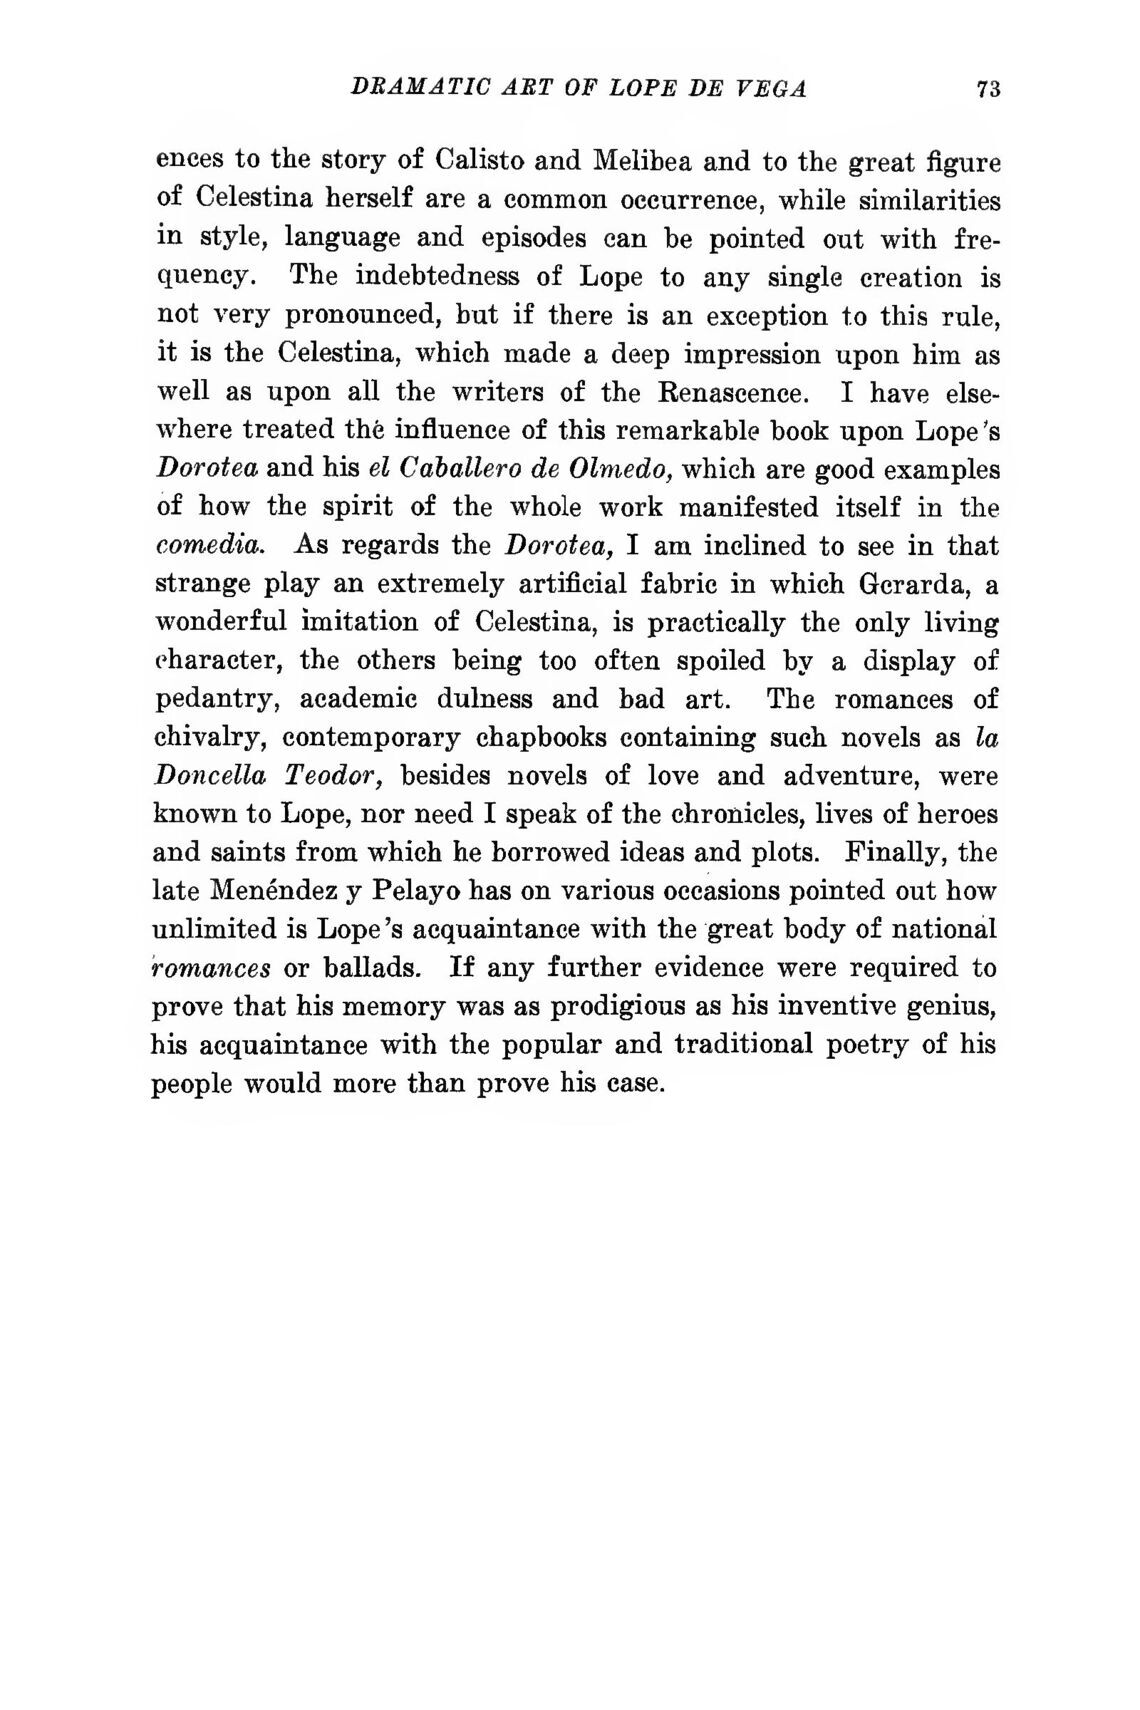 DRAMATIC ART OF LOPE DE VEGA 73
ences to the story of Calisto and Melibea and to the great figure
of Celestina herself are a common occurrence, while similarities
in style, language and episodes can be pointed out with fre-
quency. The indebtedness of Lope to any single creation is
not very pronounced, but if there is an exception to this rule,
it is the Celestina, which made a deep impression upon him as
well as upon all the writers of the Renascence. I have else-
where treated the influence of this remarkable book upon Lope's
Dorotea and his el Caballero de Olmedo, which are good examples
of how the spirit of the whole work manifested itself in the
comedia. As regards the Dorotea, I am inclined to see in that
strange play an extremely artificial fabric in which Gerarda, a
wonderful imitation of Celestina, is practically the only living
character, the others being too often spoiled by a display of
pedantry, academic dulness and bad art. The romances of
chivalry, contemporary chapbooks containing such novels as la
Doncella Teodor, besides novels of love and adventure, were
known to Lope, nor need I speak of the chronicles, lives of heroes
and saints from which he borrowed ideas and plots. Finally, the
late Menéndez y Pelayo has on various occasions pointed out how
unlimited is Lope's acquaintance with the great body of national
romances or ballads. If any further evidence were required to
prove that his memory was as prodigious as his inventive genius,
his acquaintance with the popular and traditional poetry of his
people would more than prove his case.